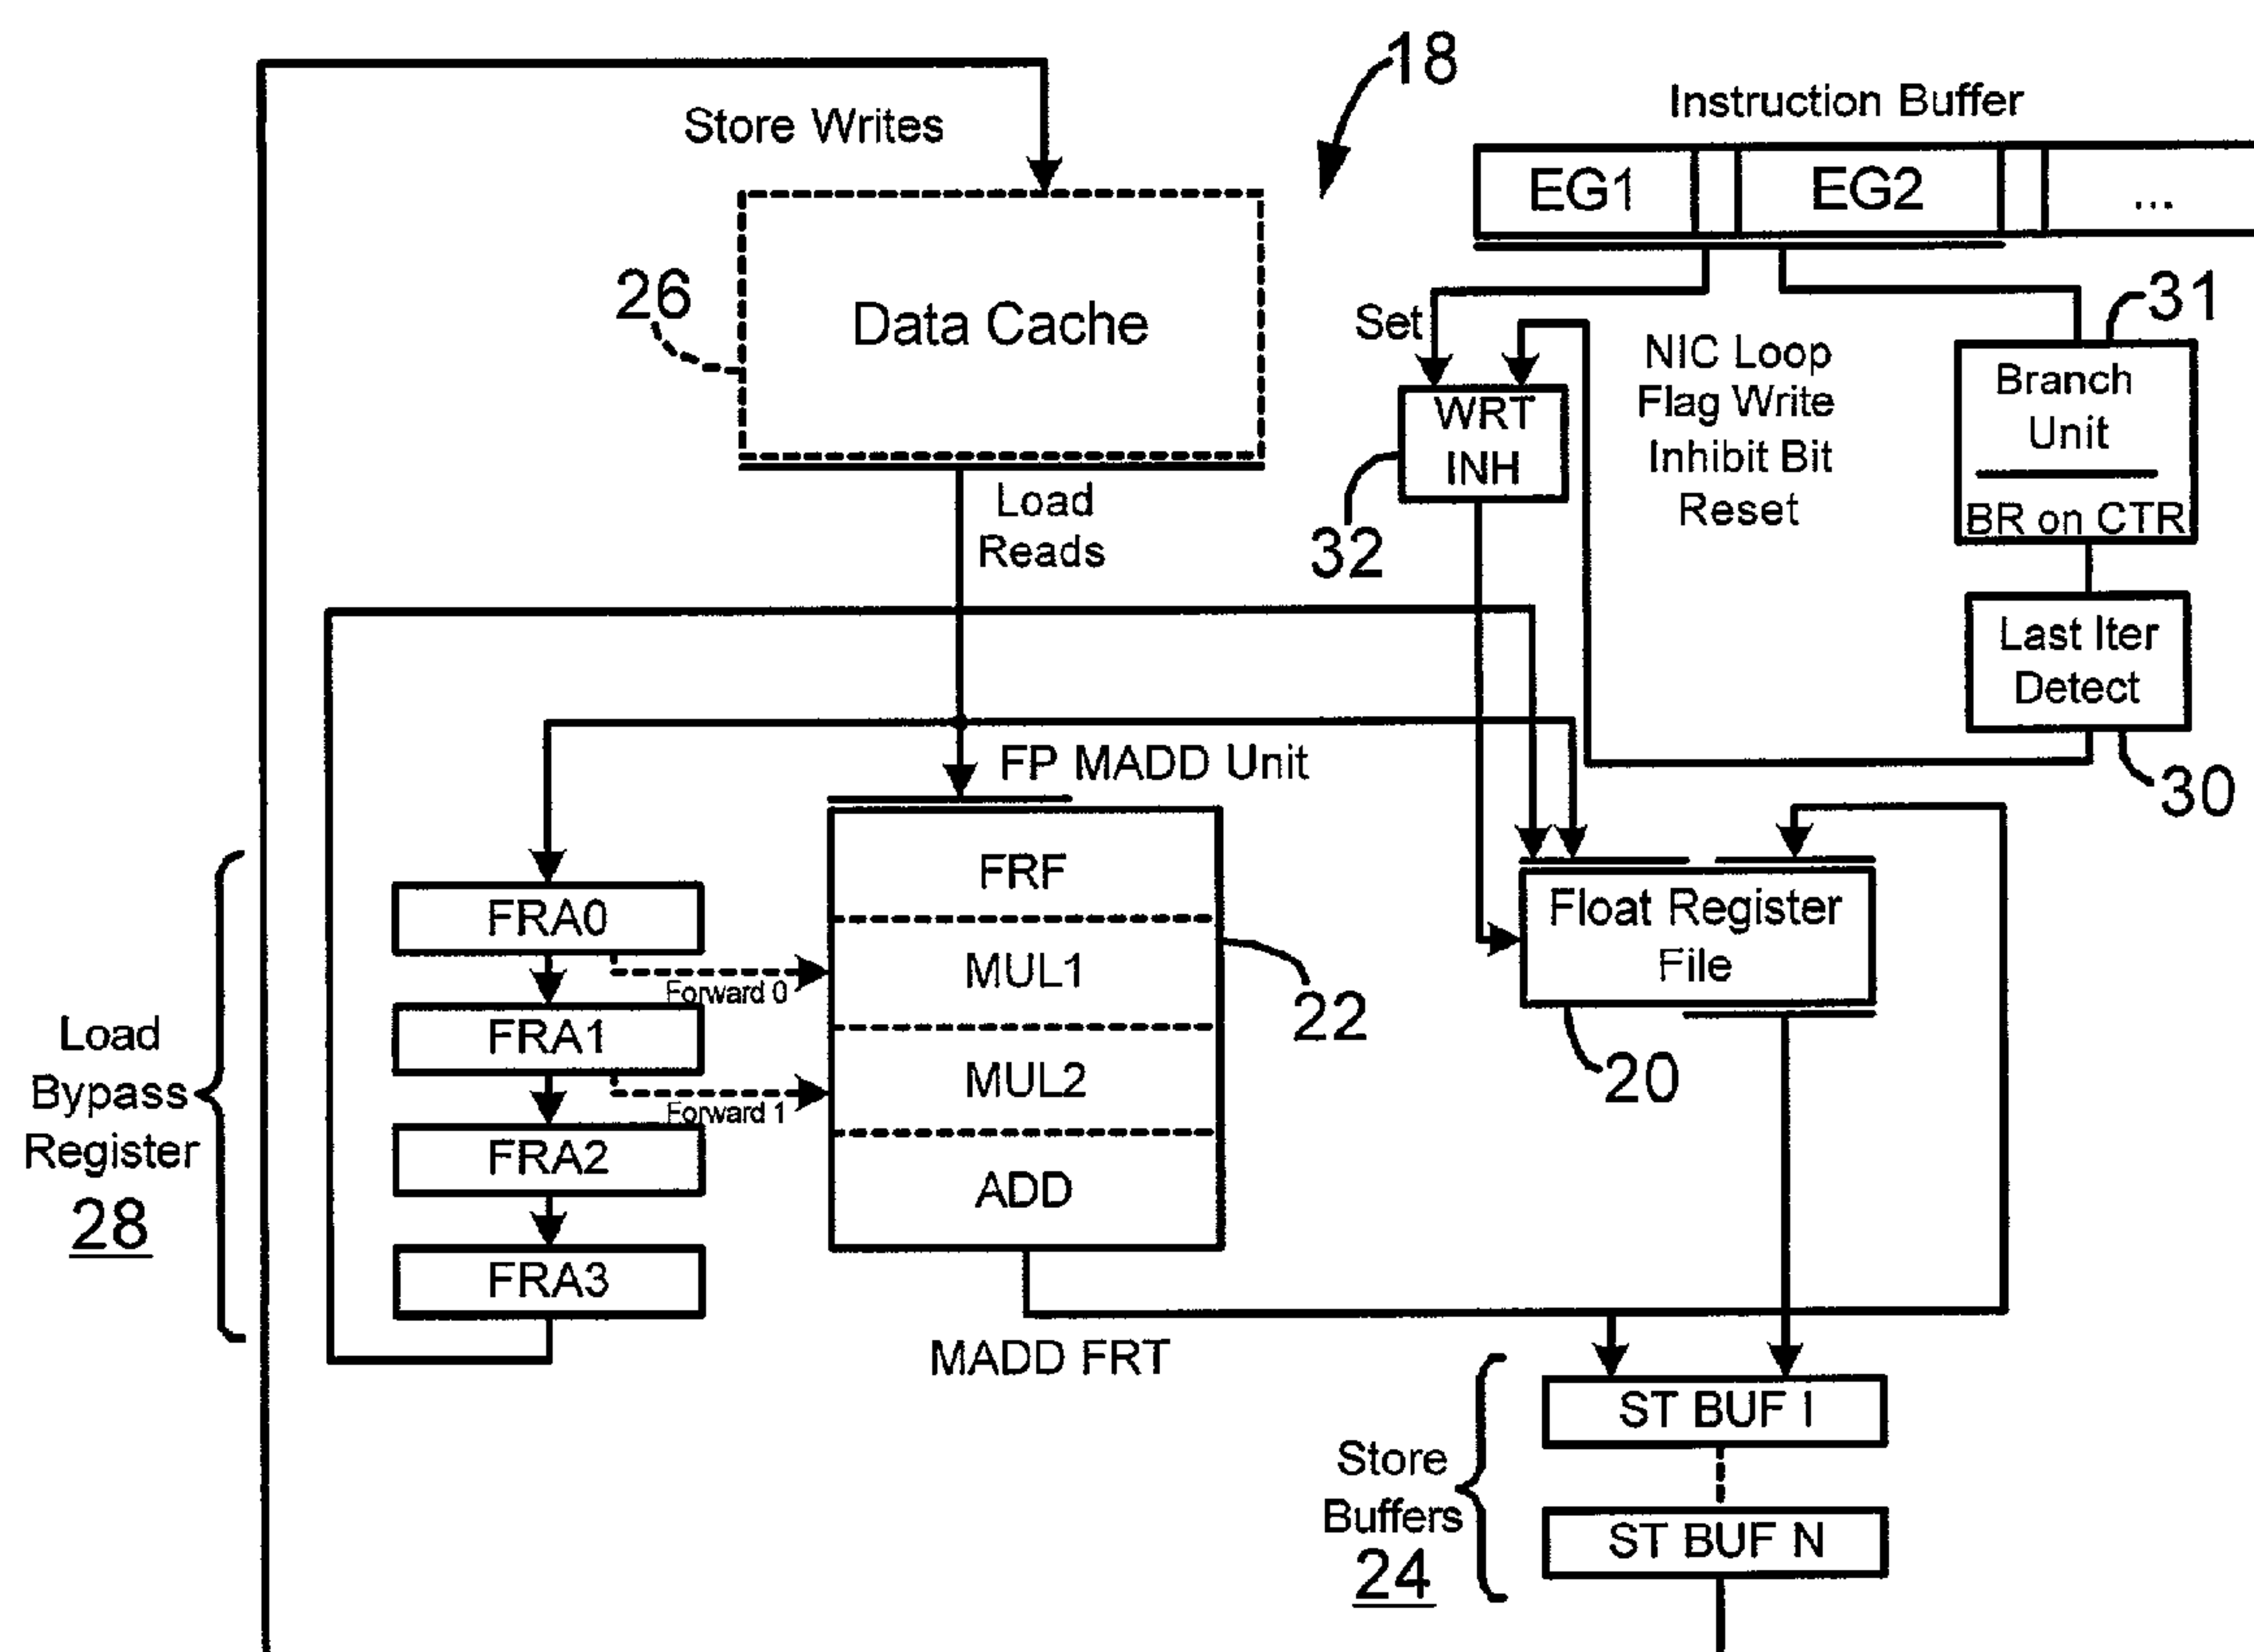 18
Instruction Buffer
Store Writes
EG1
EG2
...
26
Data Cache
Set
NIC Loop
Flag Write
Inhibit Bit
Reset
31
Branch
Unit
BR on CTR
WRT
INH
32
Load
Reads
Last Iter
Detect
30
FP MADD Unit
FRA0
FRA1
FRA2
FRA3
Forward 0
Forward 1
FRF
MUL1
MUL2
ADD
22
Float Register
File
20
Load
Bypass
Register
28
MADD FRT
ST BUF I
ST BUF N
Store
Buffers
24